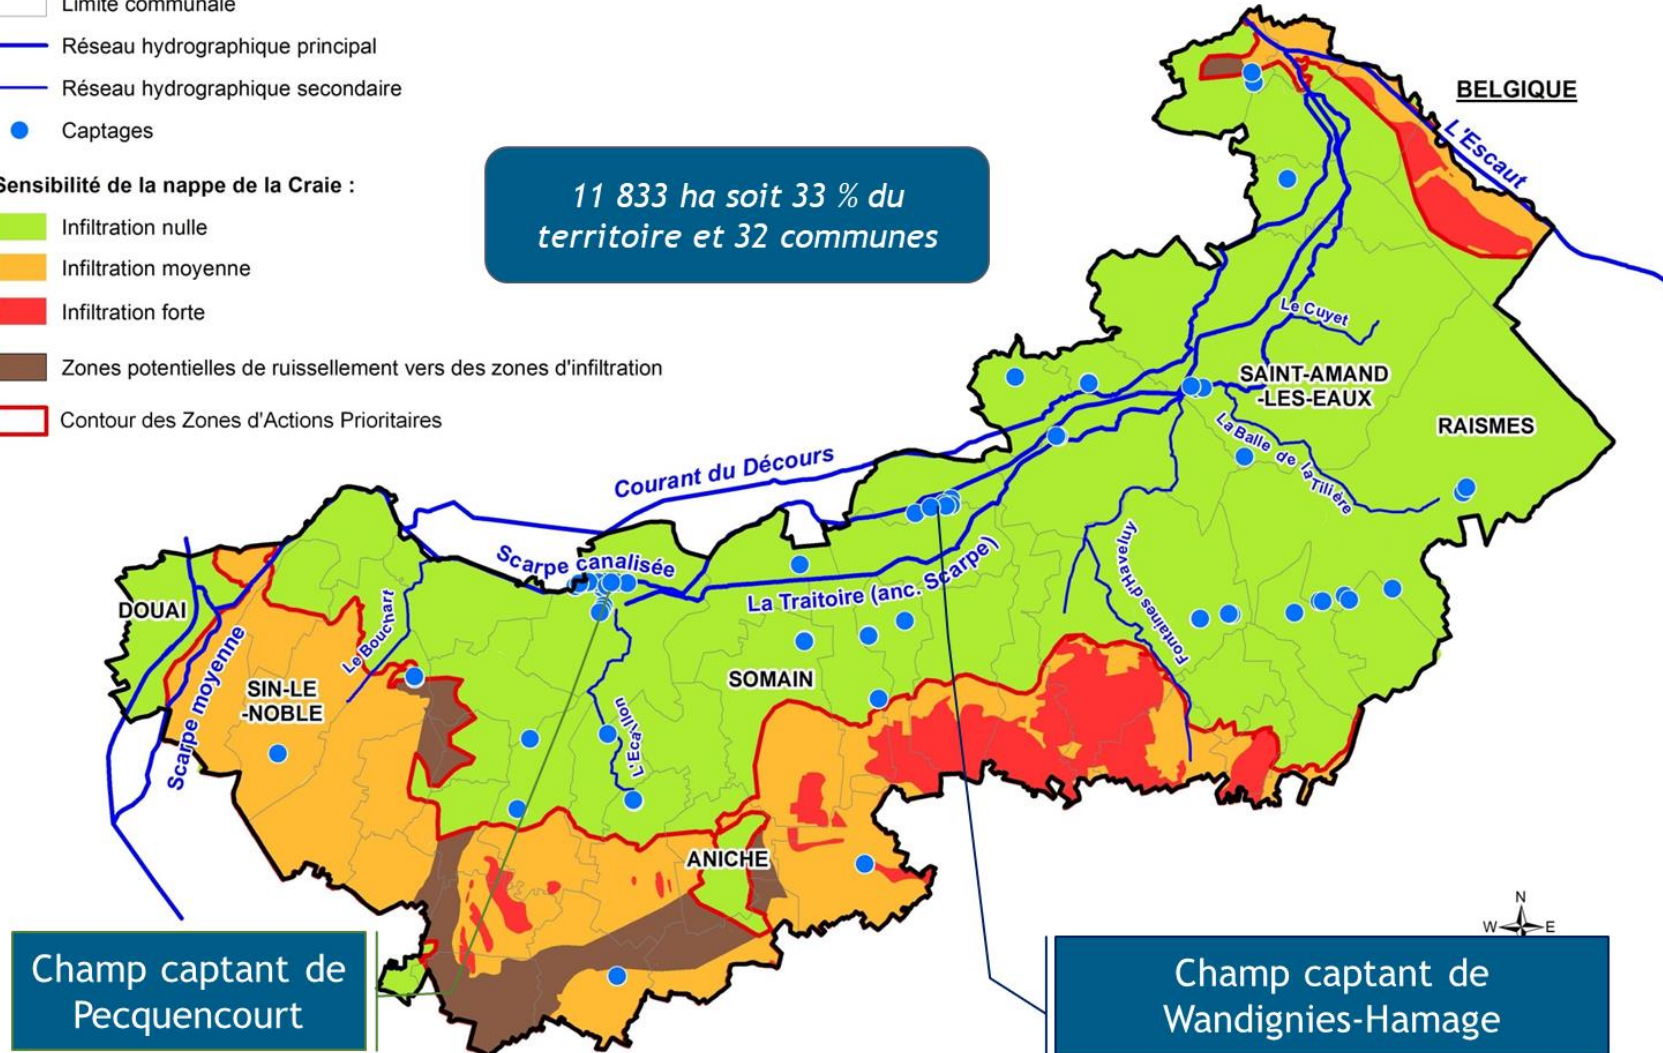 Limite communale
Réseau hydrographique principal
Réseau hydrographique secondaire
Captages
Sensibilité de la nappe de la Craie :
Infiltration nulle
Infiltration moyenne
Infiltration forte
Zones potentielles de ruissellement vers des zones d'infiltration
Contour des Zones d'Actions Prioritaires
11 833 ha soit 33 % du
territoire et 32 communes
BELGIQUE
L'Escaut
Le Cuyet
SAINT-AMAND
-LES-EAUX
RAISMES
La Balle de la Tilière
Courant du Décours
Scarpe canalisée
La Traitoire (anc. Scarpe)
Fontaines d'Haveluy
DOUAI
Le Bouchart
Scarpe moyenne
SIN-LE
-NOBLE
SOMAIN
L'Ecaillon
ANICHE
N
W
E
Champ captant de
Pecquencourt
Champ captant de
Wandignies-Hamage